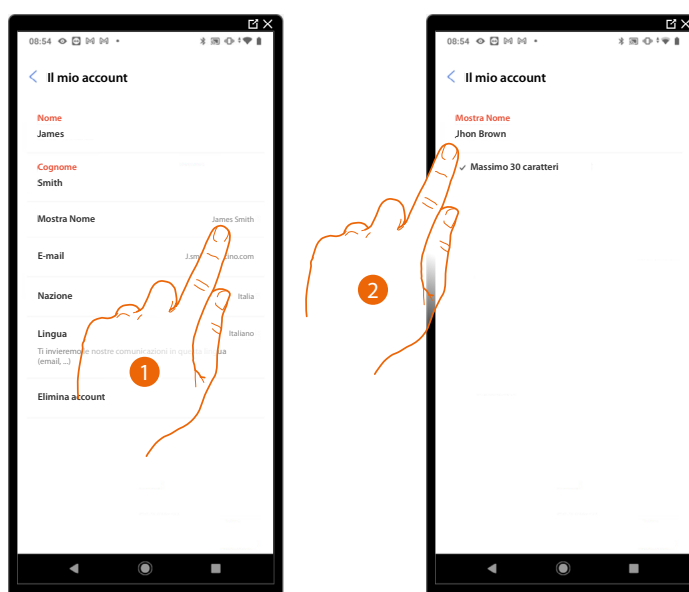 08:54
Il mio account
Nome
James
Cognome
Smith
Mostra Nome
James Smith
E-mail
Nazione
Italia
Lingua
Italiano
Ti invieremo le nostre comunicazioni in questa lingua
(email, ...)
Elimina account
1
08:54
Il mio account
Mostra Nome
Jhon Brown
Massimo 30 caratteri
2